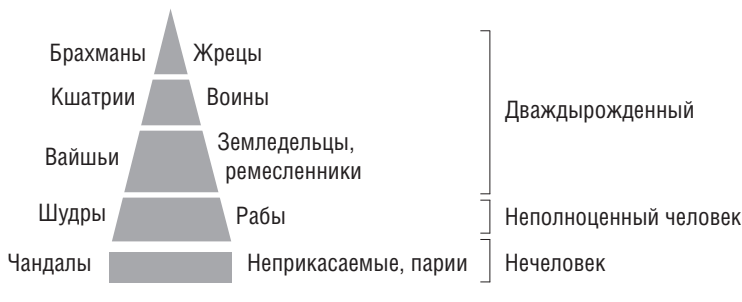 Брахманы Жрецы
Кшатрии Воины
Дваждырожденный
Вайшьи Земледельцы,
ремесленники
Шудры Рабы Неполноценный человек
Чандалы Неприкасаемые, парии Нечеловек